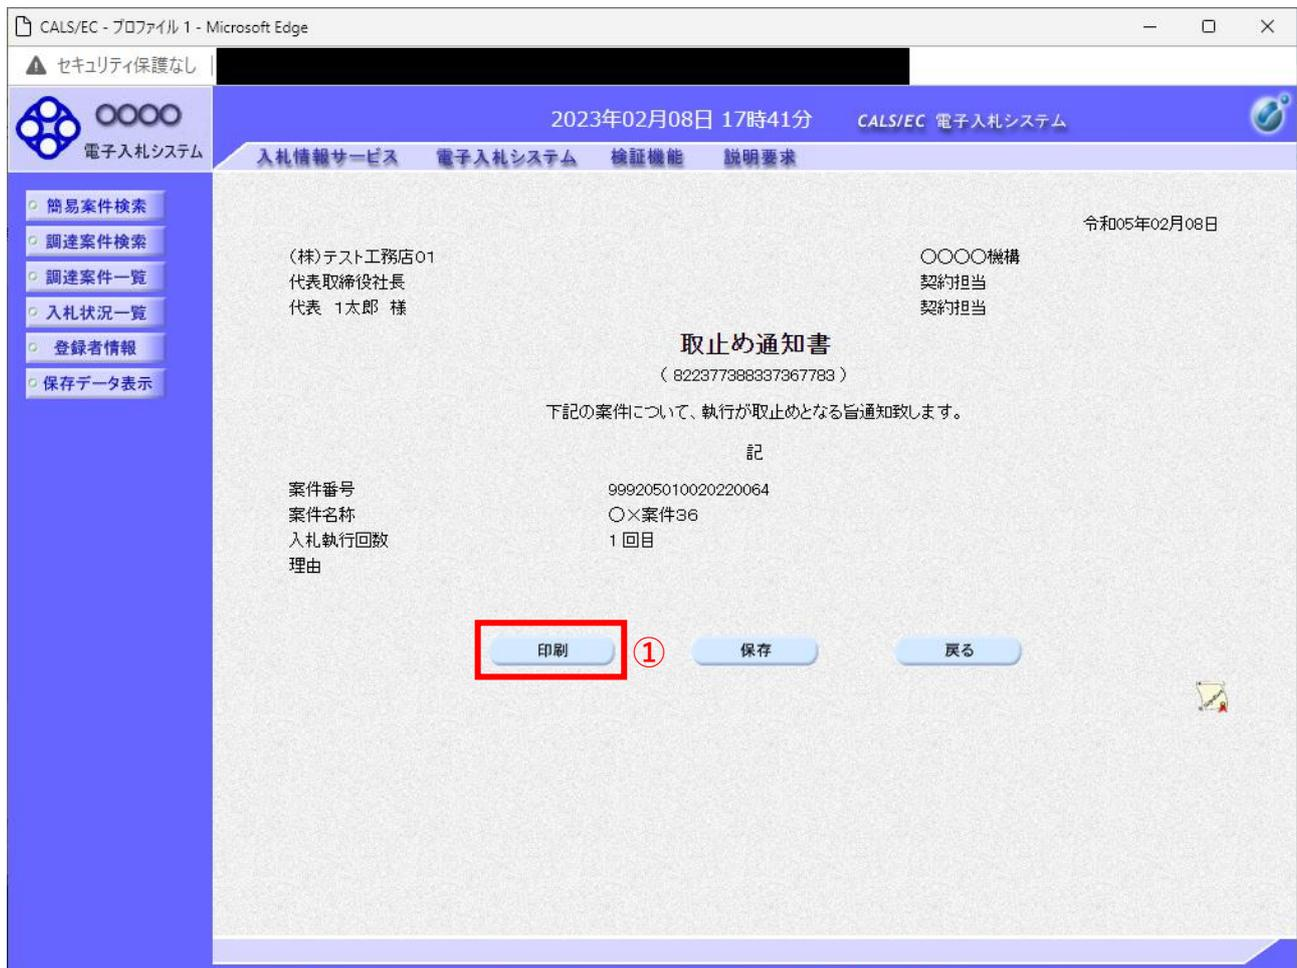 CALS/EC - プロファイル 1 - Microsoft Edge
セキュリティ保護なし
〇〇〇〇
電子入札システム
2023年02月08日 17時41分
CALS/EC 電子入札システム
入札情報サービス 電子入札システム 検証機能 説明要求
簡易案件検索
調達案件検索
調達案件一覧
入札状況一覧
登録者情報
保存データ表示
令和05年02月08日
(株)テスト工務店01
代表取締役社長
代表 1太郎 様
〇〇〇〇機構
契約担当
契約担当
取止め通知書
( 822377388337367783 )
下記の案件について、執行が取止めとなる旨通知致します。
記
案件番号 999205010020220064
案件名称 〇×案件36
入札執行回数 1 回目
理由
印刷 ① 保存 戻る